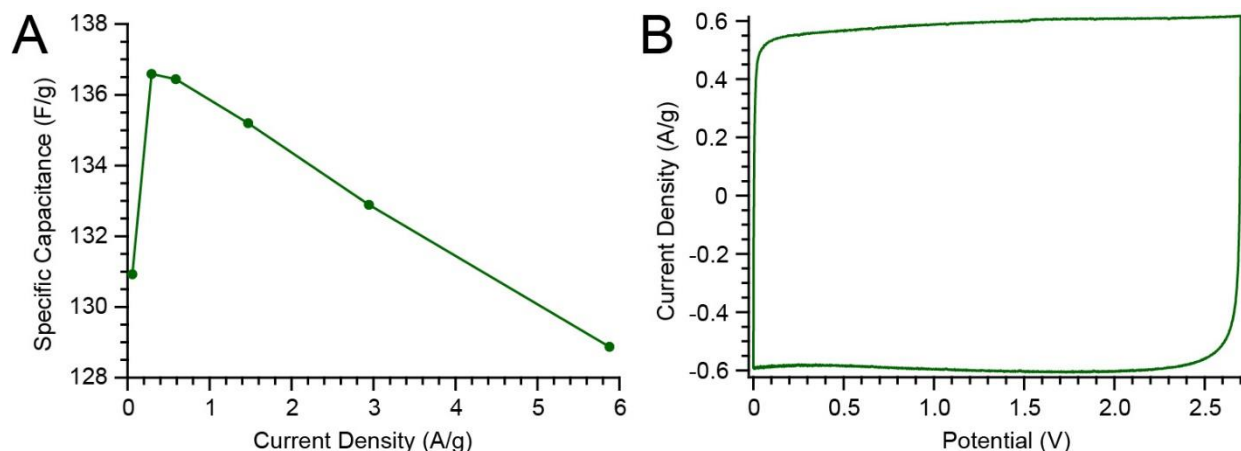 A
Specific Capacitance (F/g)
138
136
134
132
130
128
0 1 2 3 4 5 6
Current Density (A/g)
B
Current Density (A/g)
0.6
0.4
0.2
0
-0.2
-0.4
-0.6
0 0.5 1.0 1.5 2.0 2.5
Potential (V)